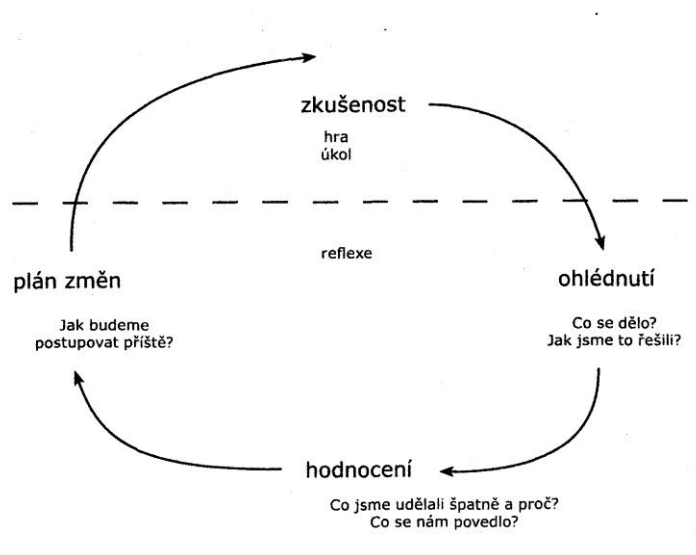 zkušenost
hra
úkol
reflexe
plán změn
Jak budeme
postupovat příště?
ohlédnutí
Co se dělo?
Jak jsme to řešili?
hodnocení
Co jsme udělali špatně a proč?
Co se nám povedlo?